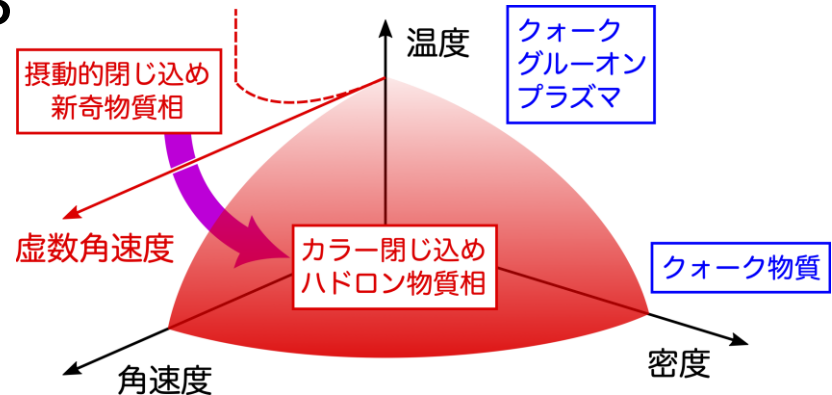 温度
クォーク
グルーオン
プラズマ
摂動的閉じ込め
新奇物質相
虚数角速度
カラー閉じ込め
ハドロン物質相
クォーク物質
密度
角速度